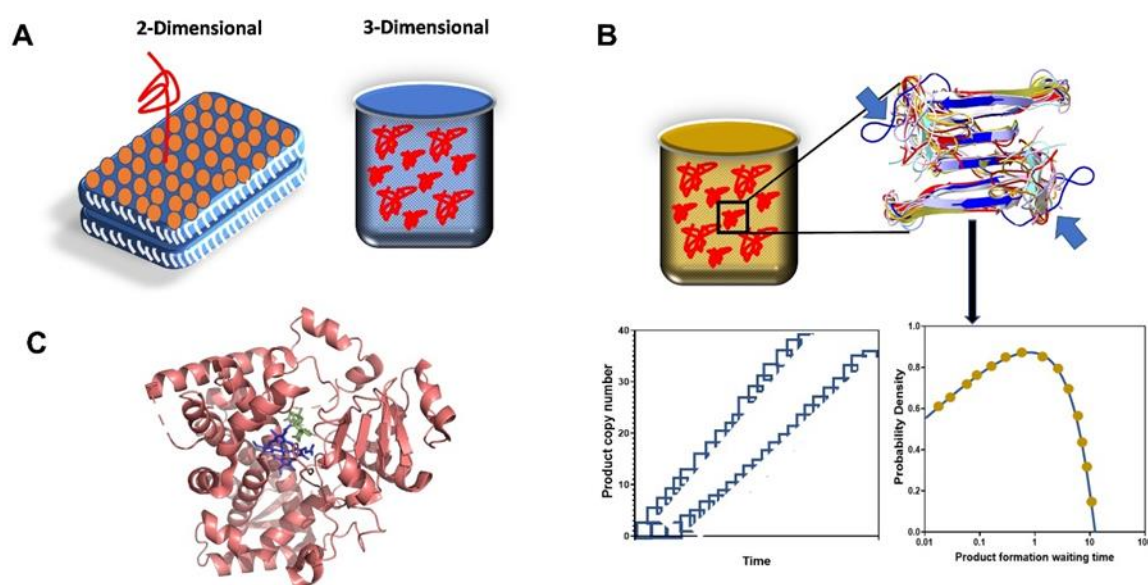 A
2-Dimensional
3-Dimensional
B
C
40
30
20
10
0
Product copy number
Time
1.0
0.8
0.6
0.4
0.2
0.0
Probability Density
0.01
0.1
1
10
100
Product formation waiting time